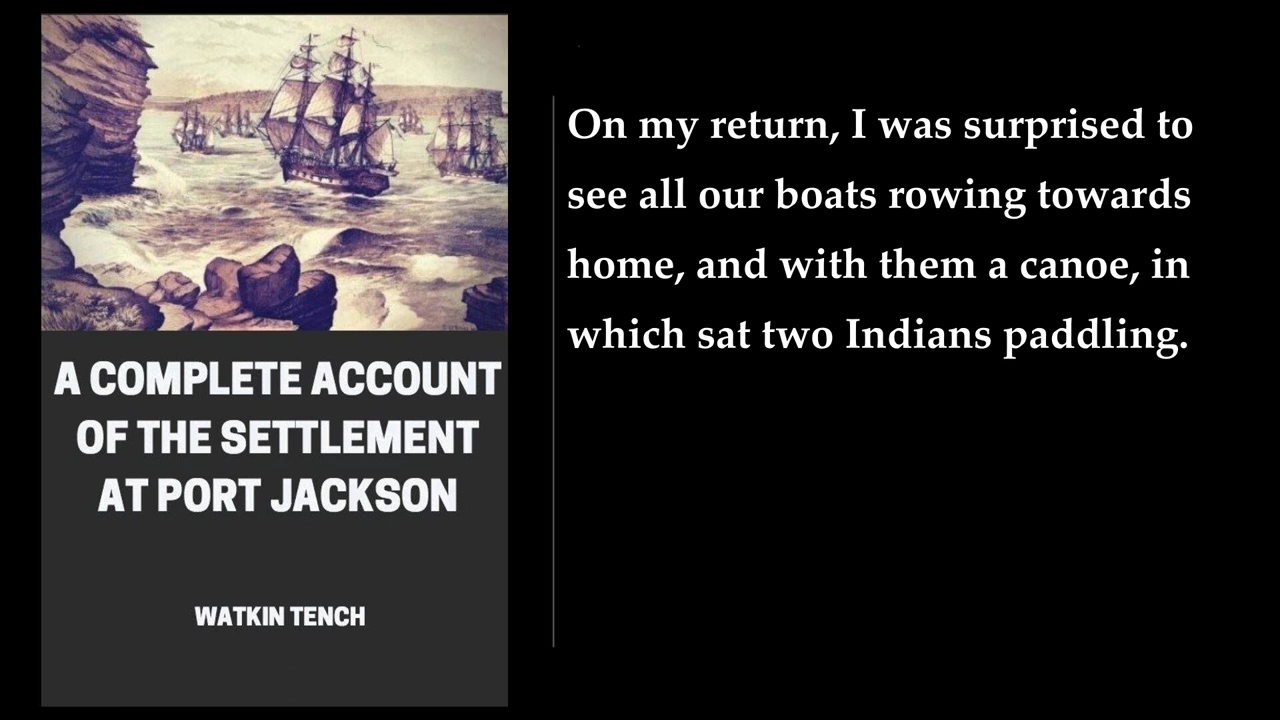 A COMPLETE ACCOUNT
OF THE SETTLEMENT
AT PORT JACKSON
WATKIN TENCH
On my return, I was surprised to
see all our boats rowing towards
home, and with them a canoe, in
which sat two Indians paddling.